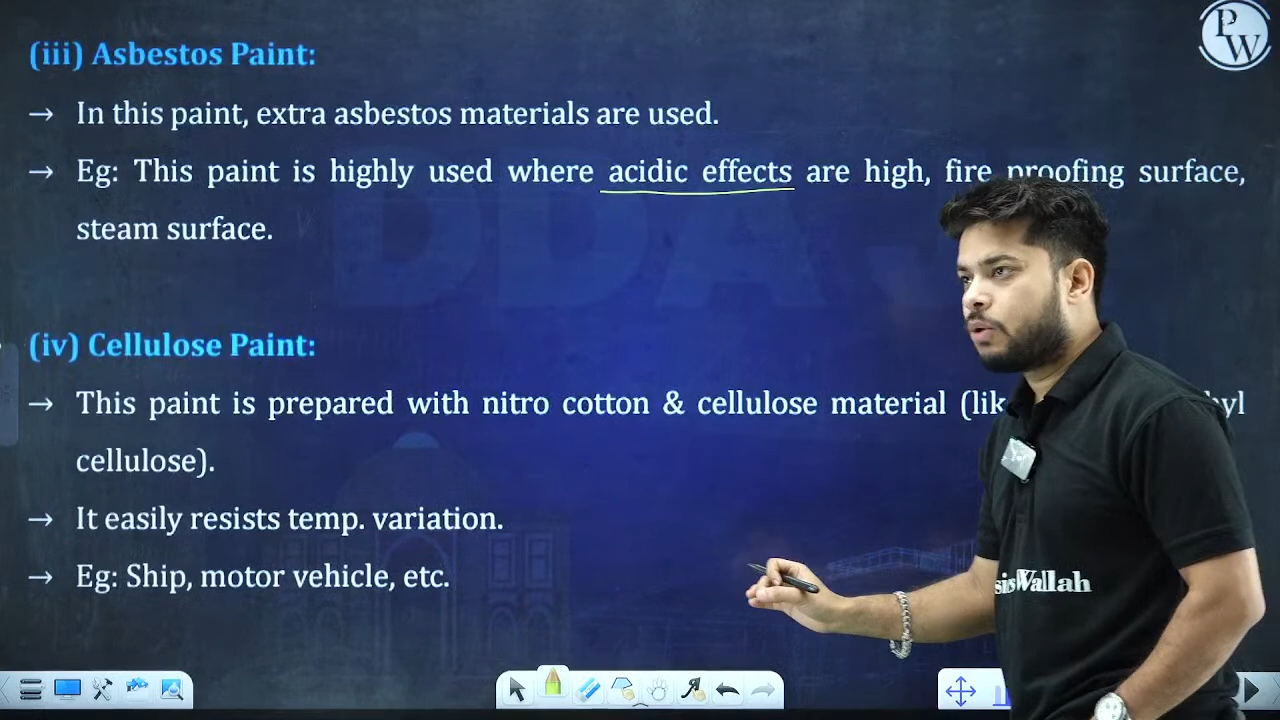 (iii) Asbestos Paint:
→ In this paint, extra asbestos materials are used.
→ Eg: This paint is highly used where acidic effects are high, fire proofing surface,
steam surface.
(iv) Cellulose Paint:
→ This paint is prepared with nitro cotton & cellulose material (
cellulose).
→ It easily resists temp. variation.
→ Eg: Ship, motor vehicle, etc.
PW
Wallah